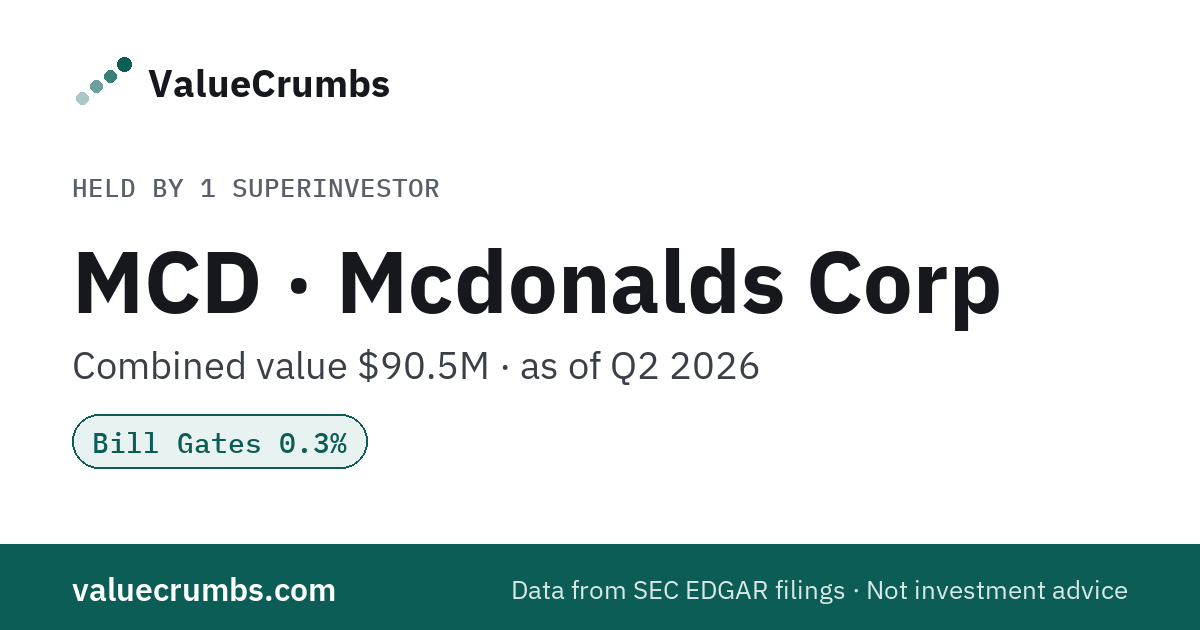 ValueCrumbs
HELD BY 1 SUPERINVESTOR
MCD · Mcdonalds Corp
Combined value $90.5M · as of Q2 2026
Bill Gates 0.3%
valuecrumbs.com
Data from SEC EDGAR filings · Not investment advice